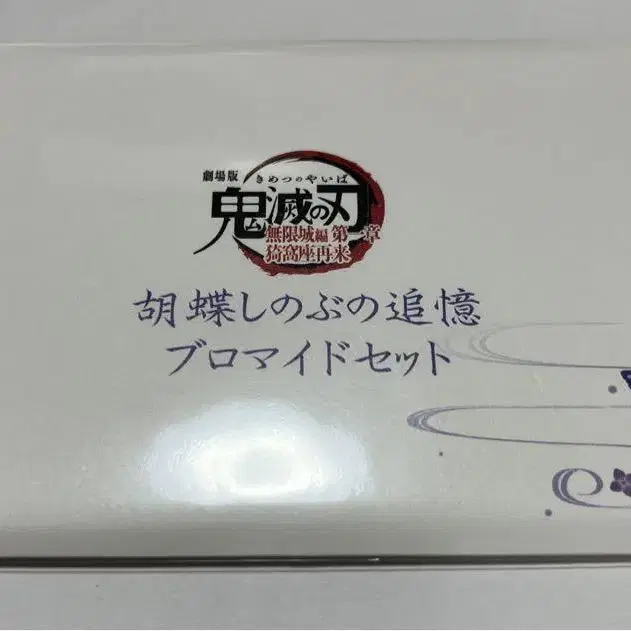 劇場版
きめつのやいば
鬼滅の刃
無限城編 第一章
猗窩座再来
胡蝶しのぶの追憶
ブロマイドセット